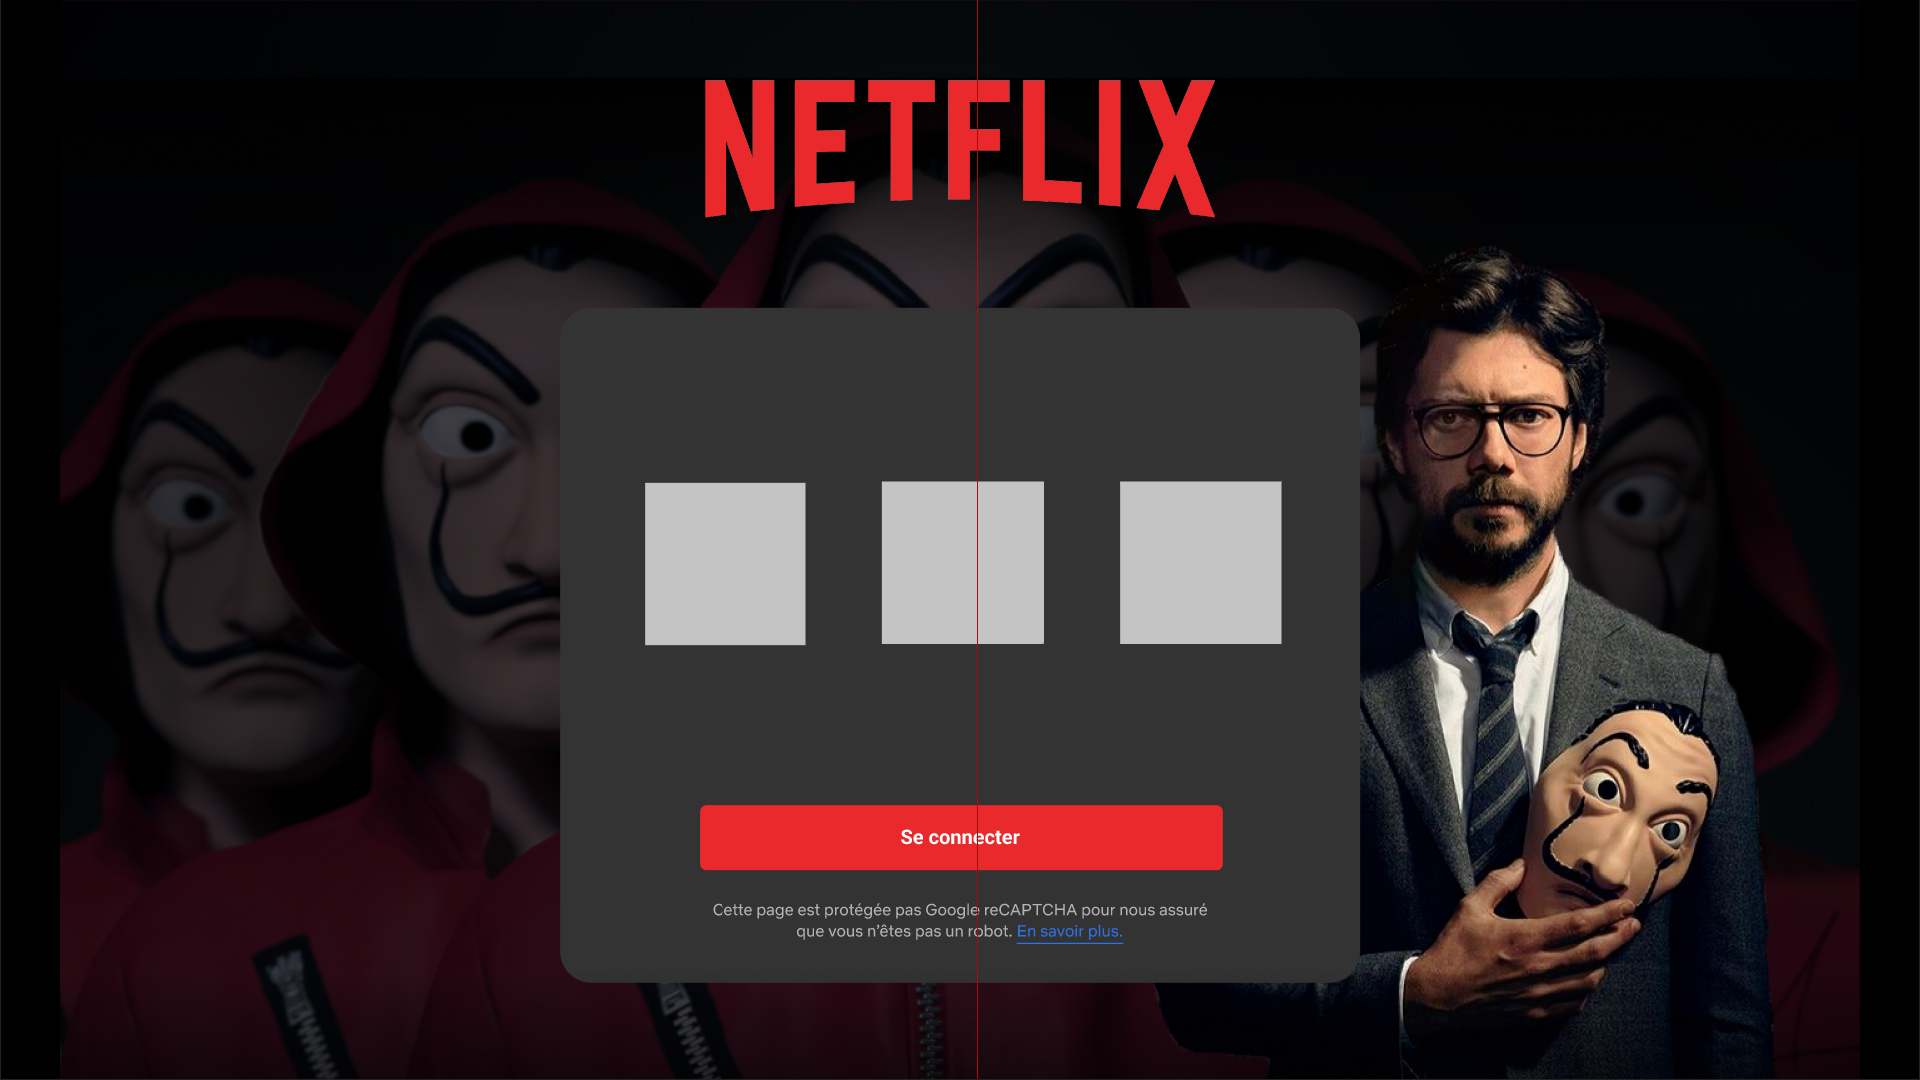 NETFLIX
Se connecter
Cette page est protégée pas Google reCAPTCHA pour nous assuré
que vous n'êtes pas un robot. En savoir plus.